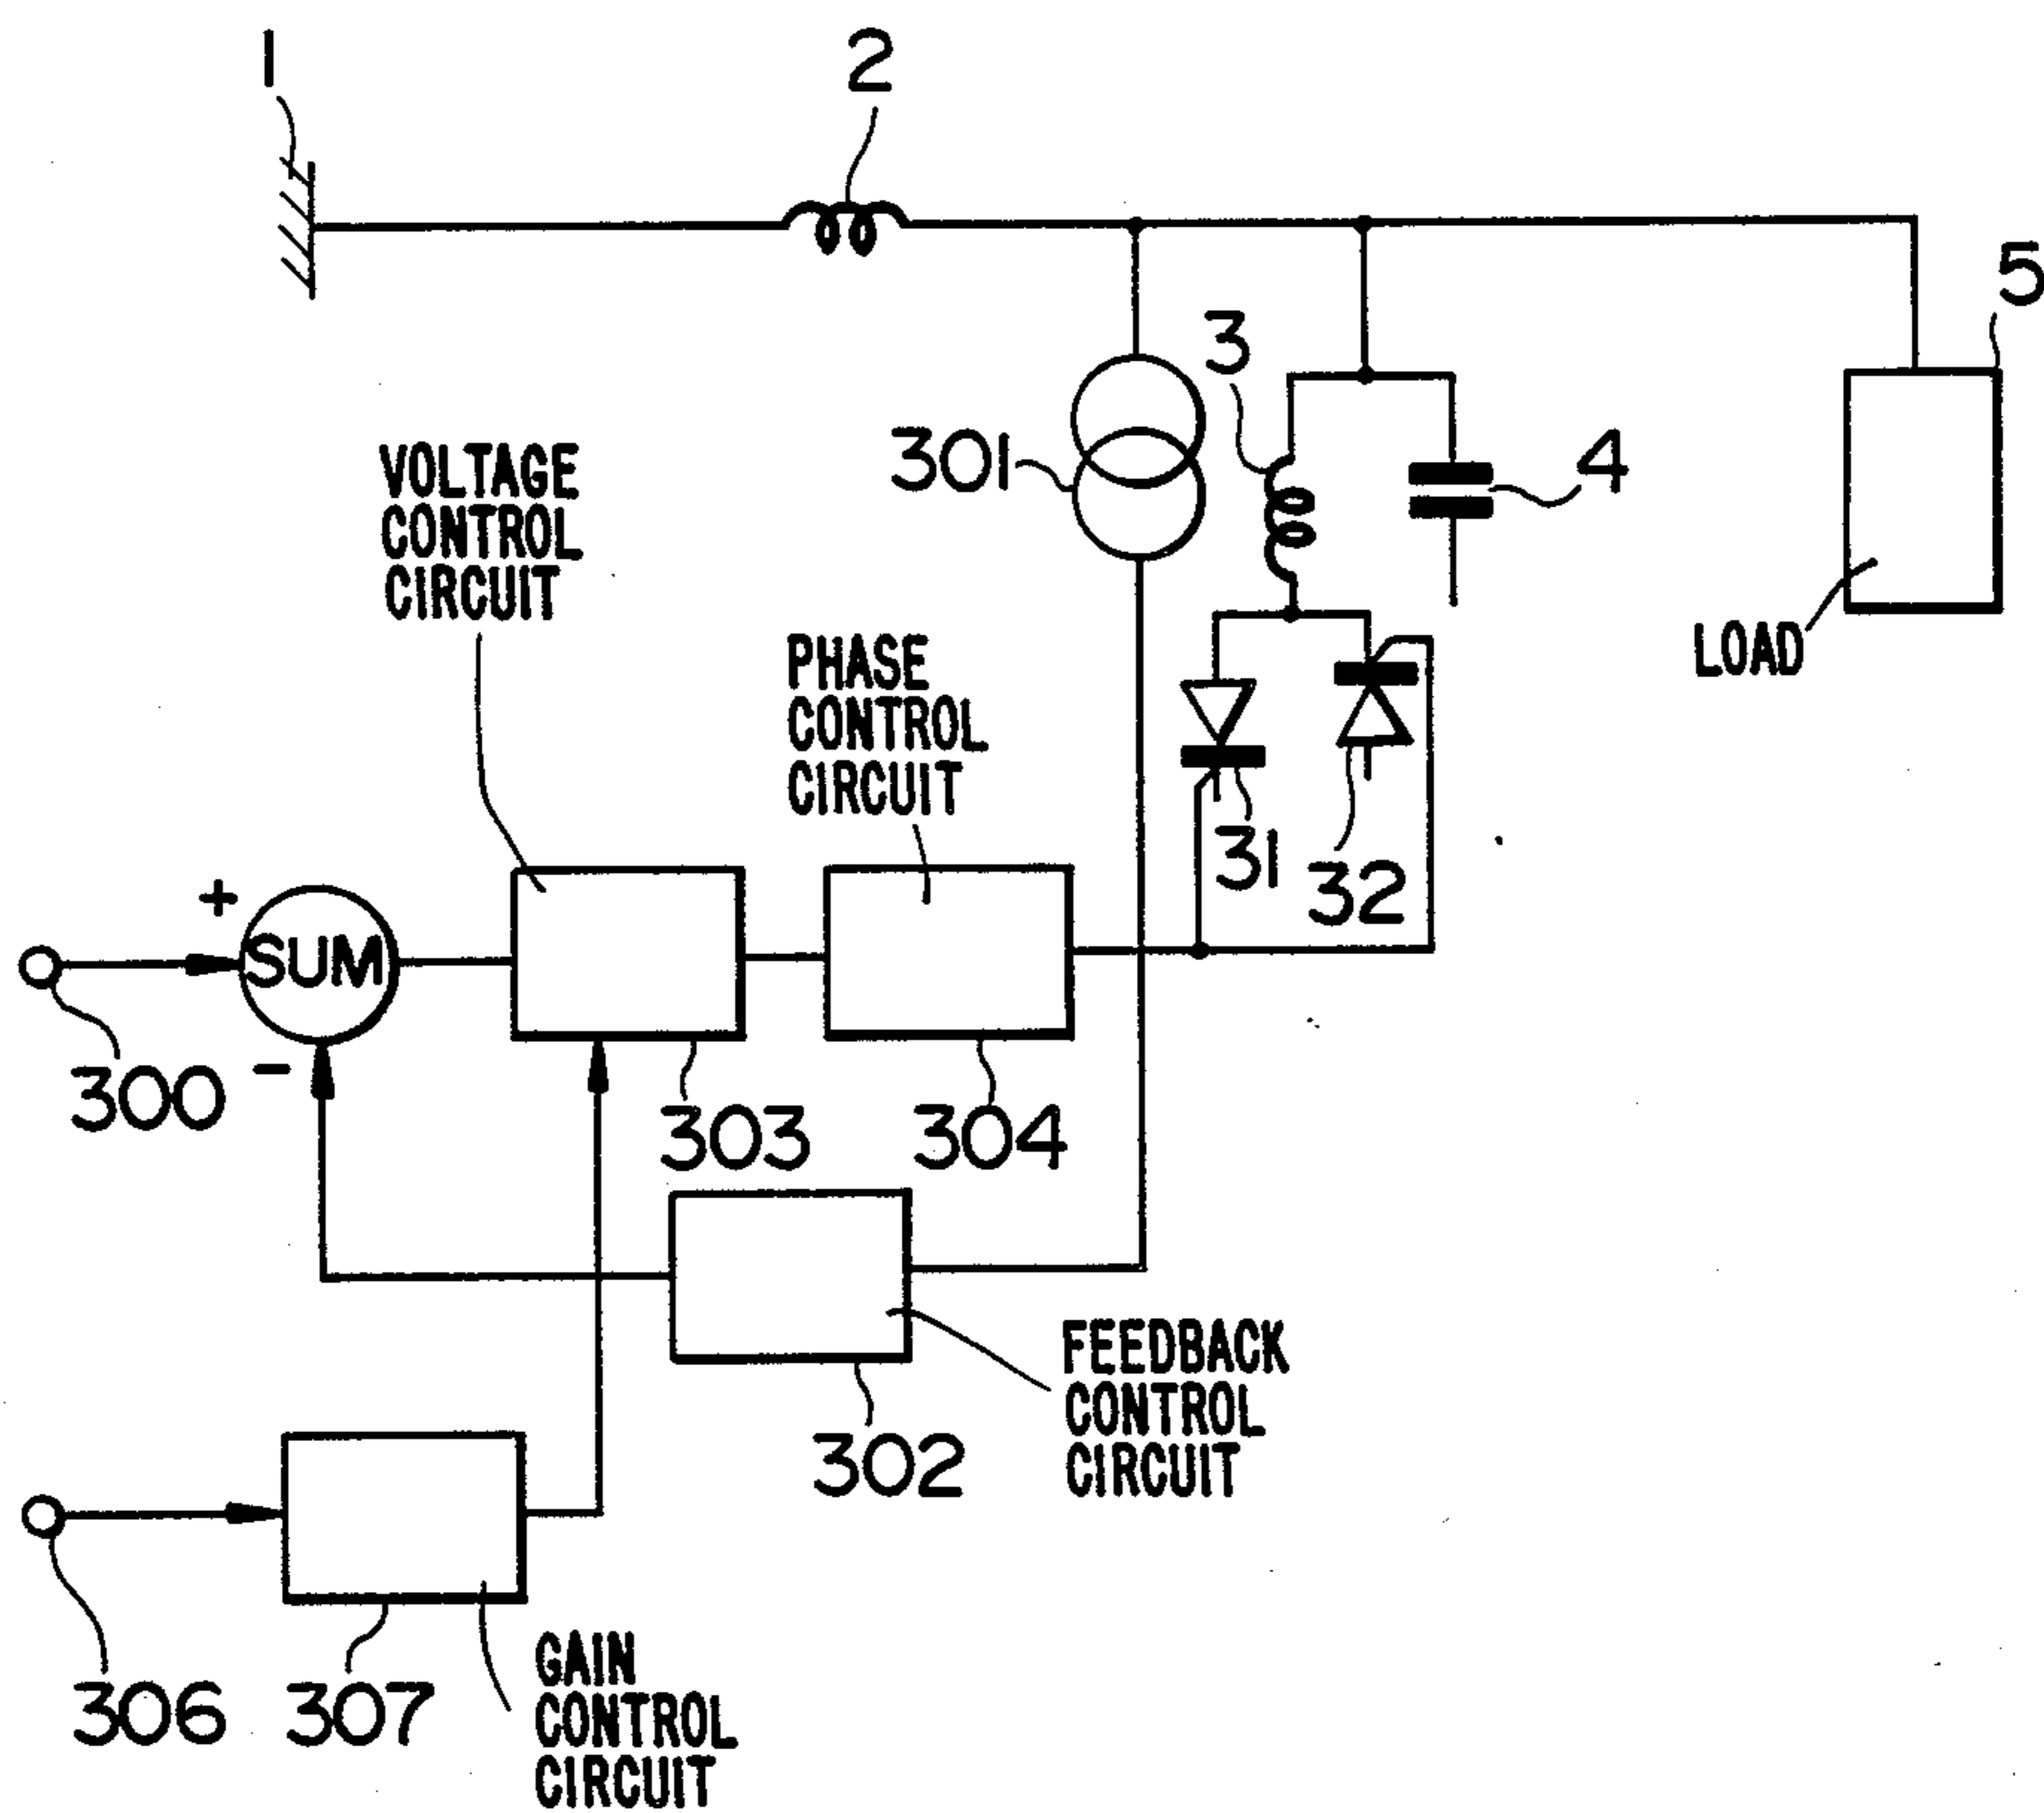 1
2
5
3
301
4
VOLTAGE
CONTROL
CIRCUIT
LOAD
PHASE
CONTROL
CIRCUIT
31
32
+
SUM
-
300
303
304
FEEDBACK
CONTROL
CIRCUIT
302
306
307
GAIN
CONTROL
CIRCUIT